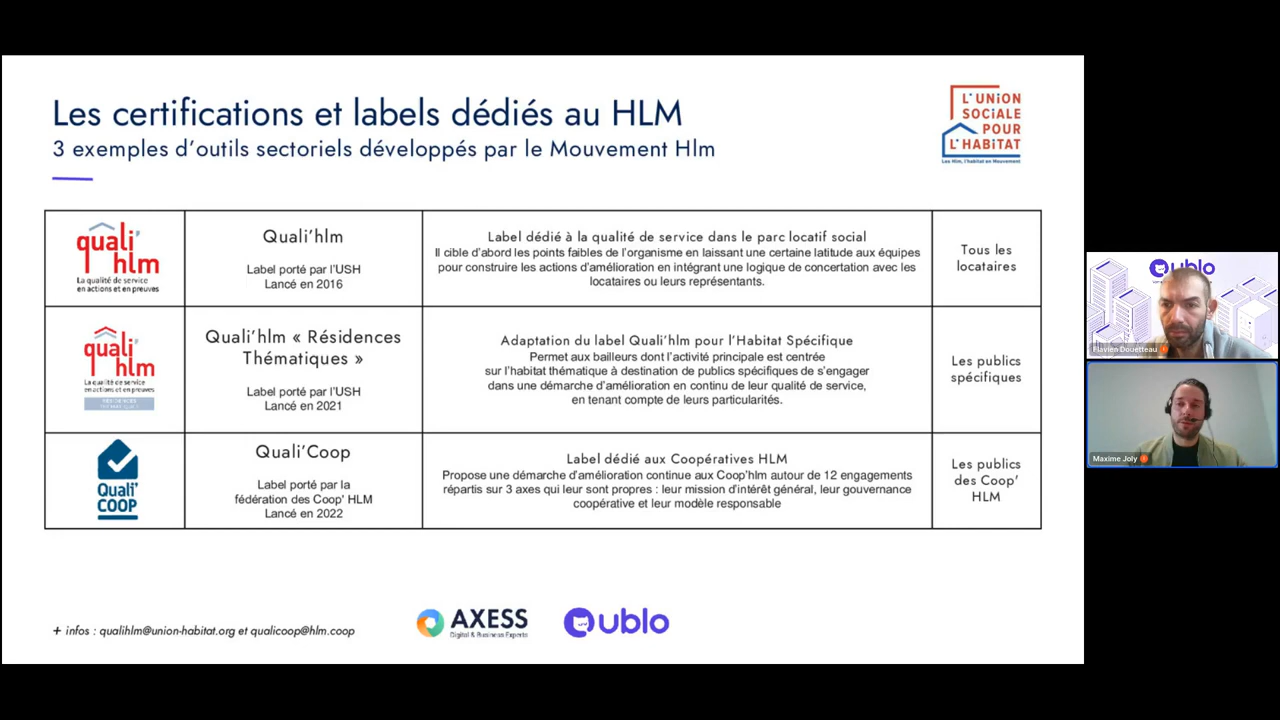 Les certifications et labels dédiés au HLM
3 exemples d'outils sectoriels développés par le Mouvement Hlm
L'UNiON
SOCiALE
POUR
L'HABiTAT
Les Hlm, l'habitat en Mouvement
quali'
hlm
La qualité de service
en actions et en preuves
Quali'hlm
Label porté par l'USH
Lancé en 2016
Label dédié à la qualité de service dans le parc locatif social
Il cible d'abord les points faibles de l'organisme en laissant une certaine latitude aux équipes
pour construire les actions d'amélioration en intégrant une logique de concertation avec les
locataires ou leurs représentants.
Tous les
locataires
quali'
hlm
La qualité de service
en actions et en preuves
RÉSIDENCES
THÉMATIQUES
Quali'hlm « Résidences
Thématiques »
Label porté par l'USH
Lancé en 2021
Adaptation du label Quali'hlm pour l'Habitat Spécifique
Permet aux bailleurs dont l'activité principale est centrée
sur l'habitat thématique à destination de publics spécifiques de s'engager
dans une démarche d'amélioration en continu de leur qualité de service,
en tenant compte de leurs particularités.
Les publics
spécifiques
Quali'
COOP
Quali'Coop
Label porté par la
fédération des Coop' HLM
Lancé en 2022
Label dédié aux Coopératives HLM
Propose une démarche d'amélioration continue aux Coop'hlm autour de 12 engagements
répartis sur 3 axes qui leur sont propres : leur mission d'intérêt général, leur gouvernance
coopérative et leur modèle responsable
Les publics
des Coop'
HLM
+ infos : qualihlm@union-habitat.org et qualicoop@hlm.coop
AXESS
Digital & Business Experts
ublo
ublo
Flavien Douetteau
Maxime Joly